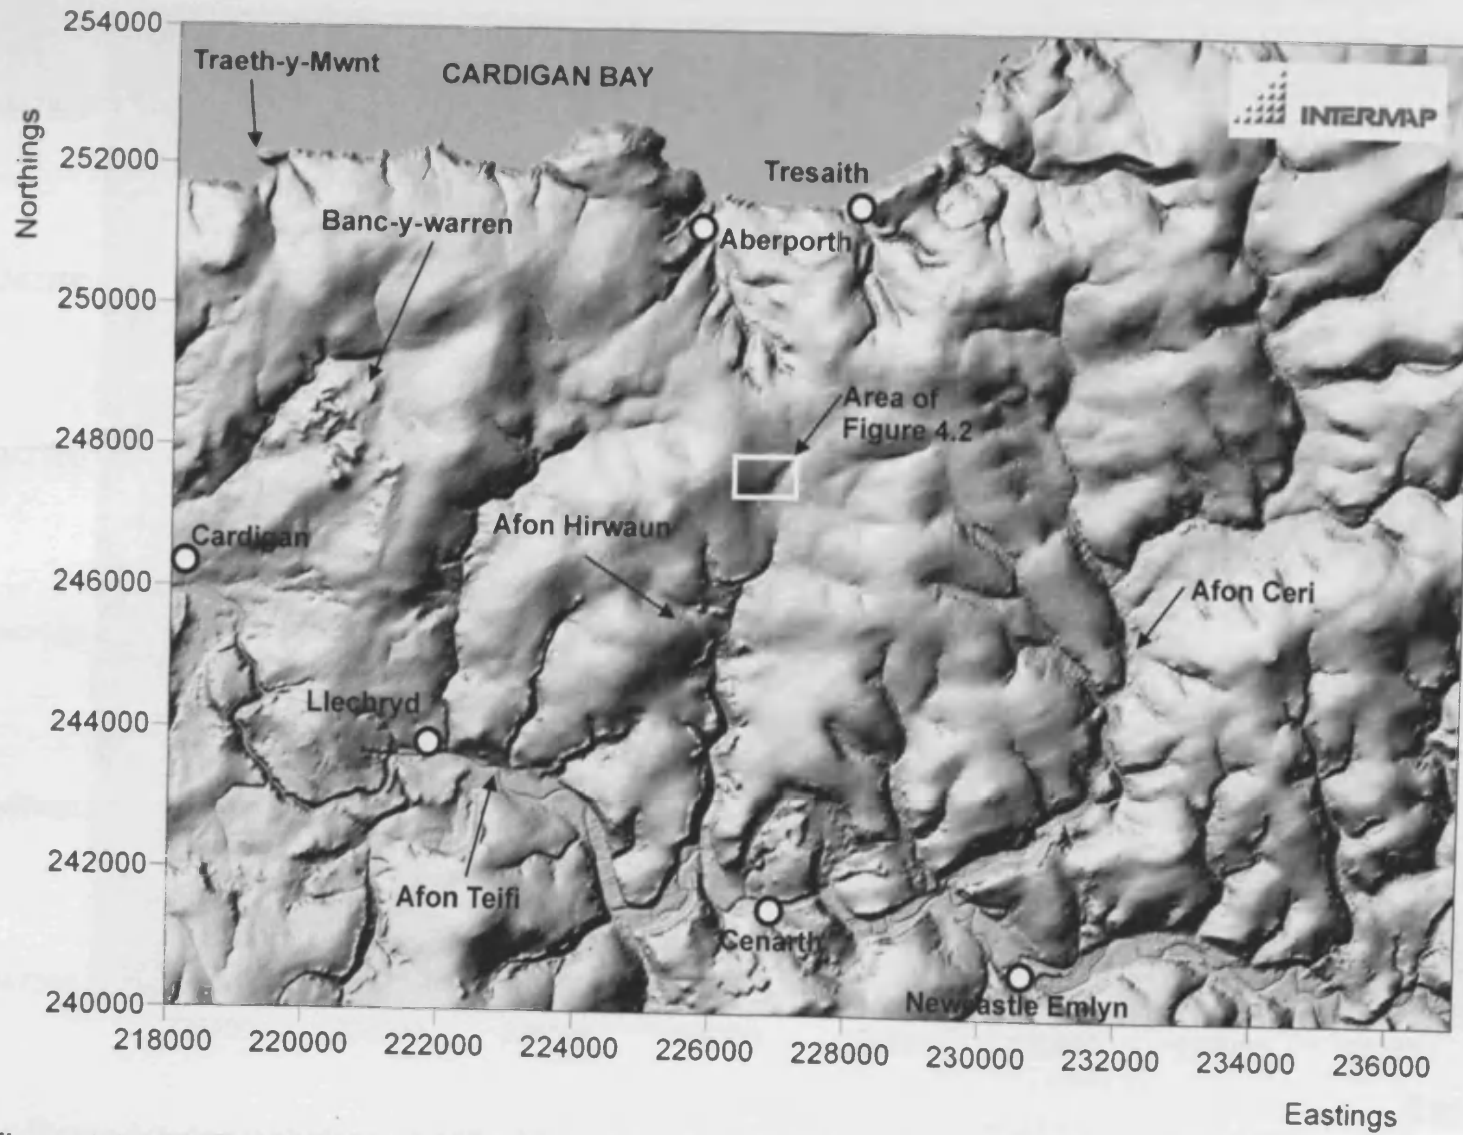 254000
Traeth-y-Mwnt
CARDIGAN BAY
INTERMAP
Northings
252000
Tresaith
Banc-y-warren
Aberporth
250000
Area of
Figure 4.2
248000
Afon Hirwaun
Cardigan
246000
Afon Ceri
Llechryd
244000
242000
Afon Teifi
Cenarth
Newcastle Emlyn
240000
218000 220000 222000 224000 226000 228000 230000 232000 234000 236000
Eastings